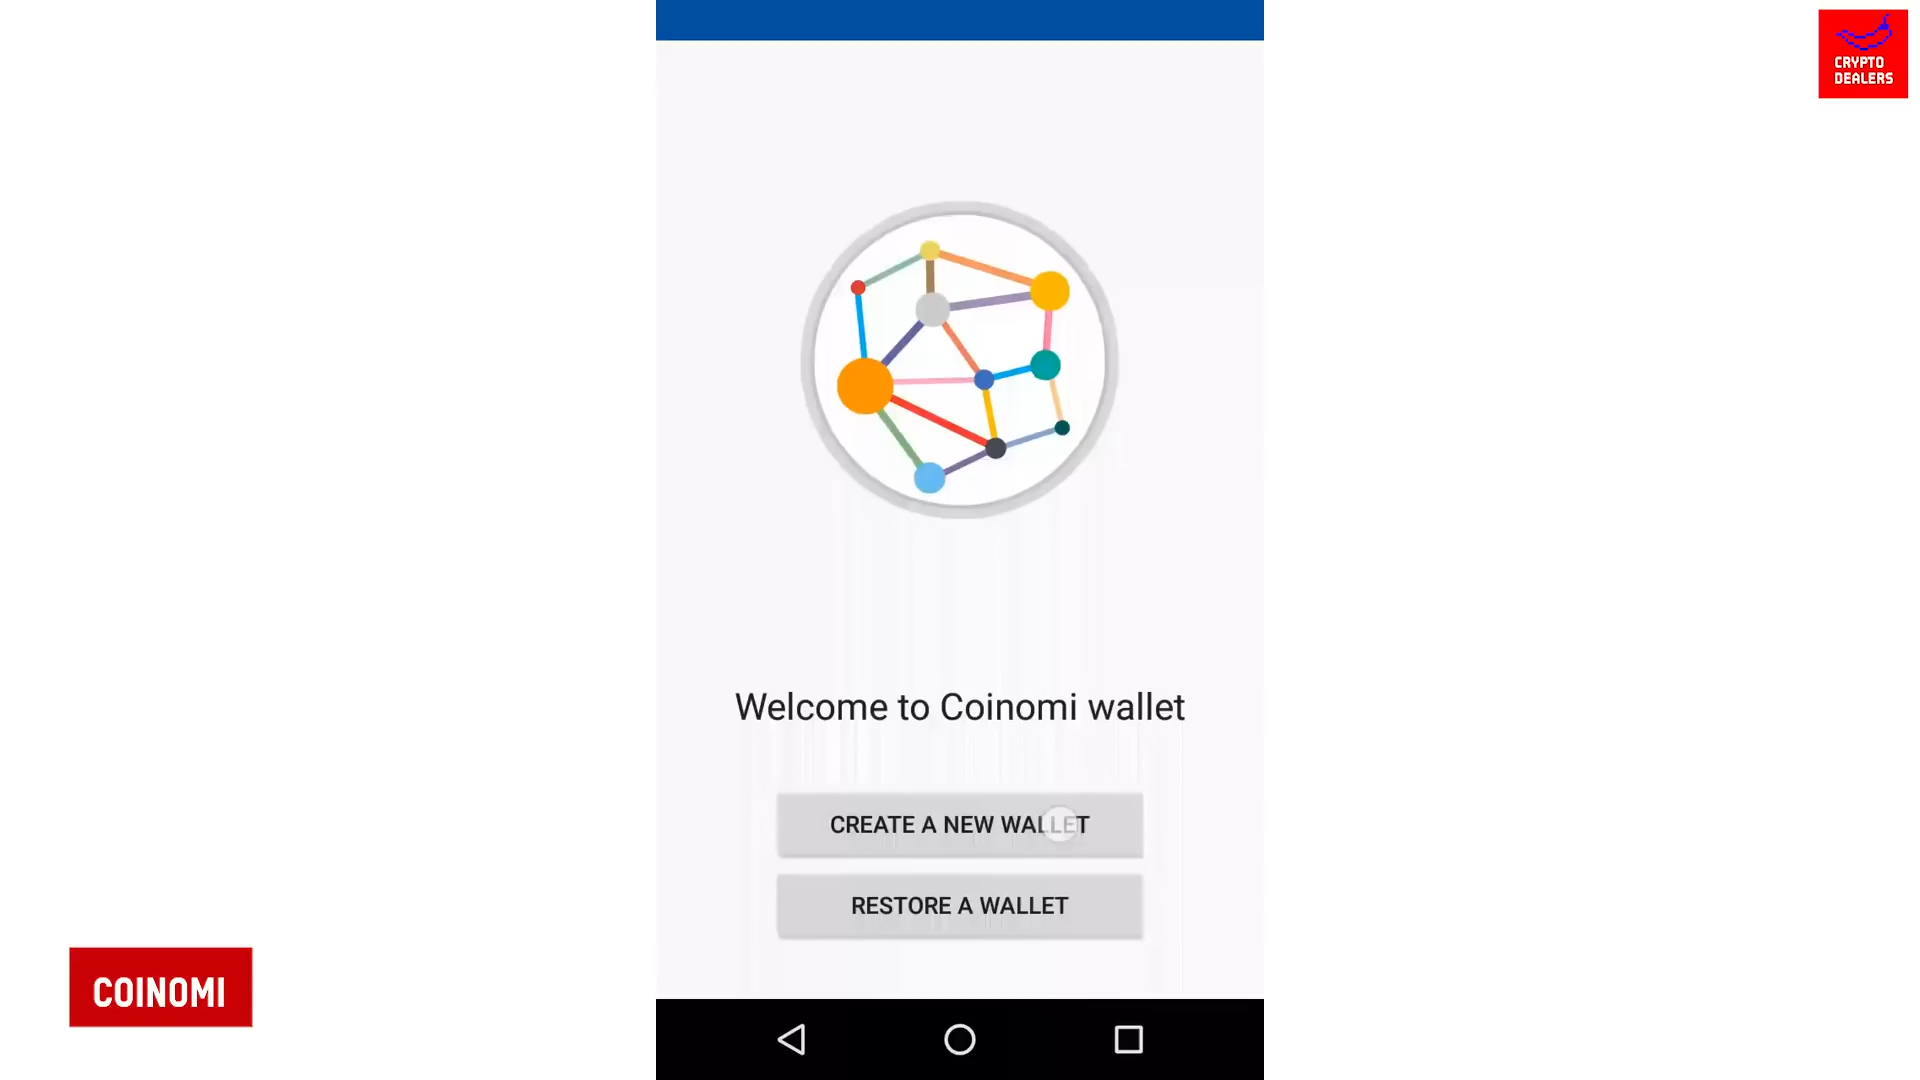 CRYPTO
DEALERS
Welcome to Coinomi wallet
CREATE A NEW WALLET
RESTORE A WALLET
COINOMI